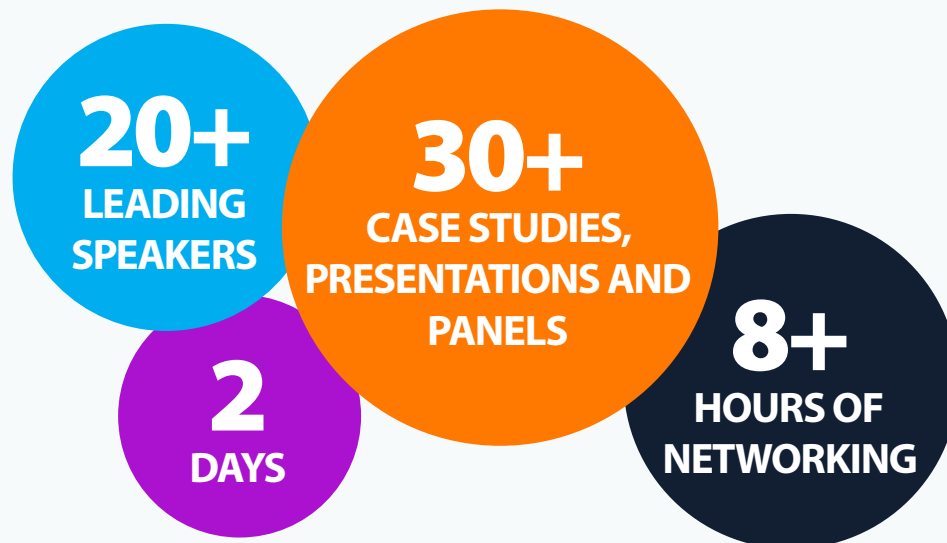 20+
LEADING
SPEAKERS
30+
CASE STUDIES,
PRESENTATIONS AND
PANELS
2
DAYS
8+
HOURS OF
NETWORKING